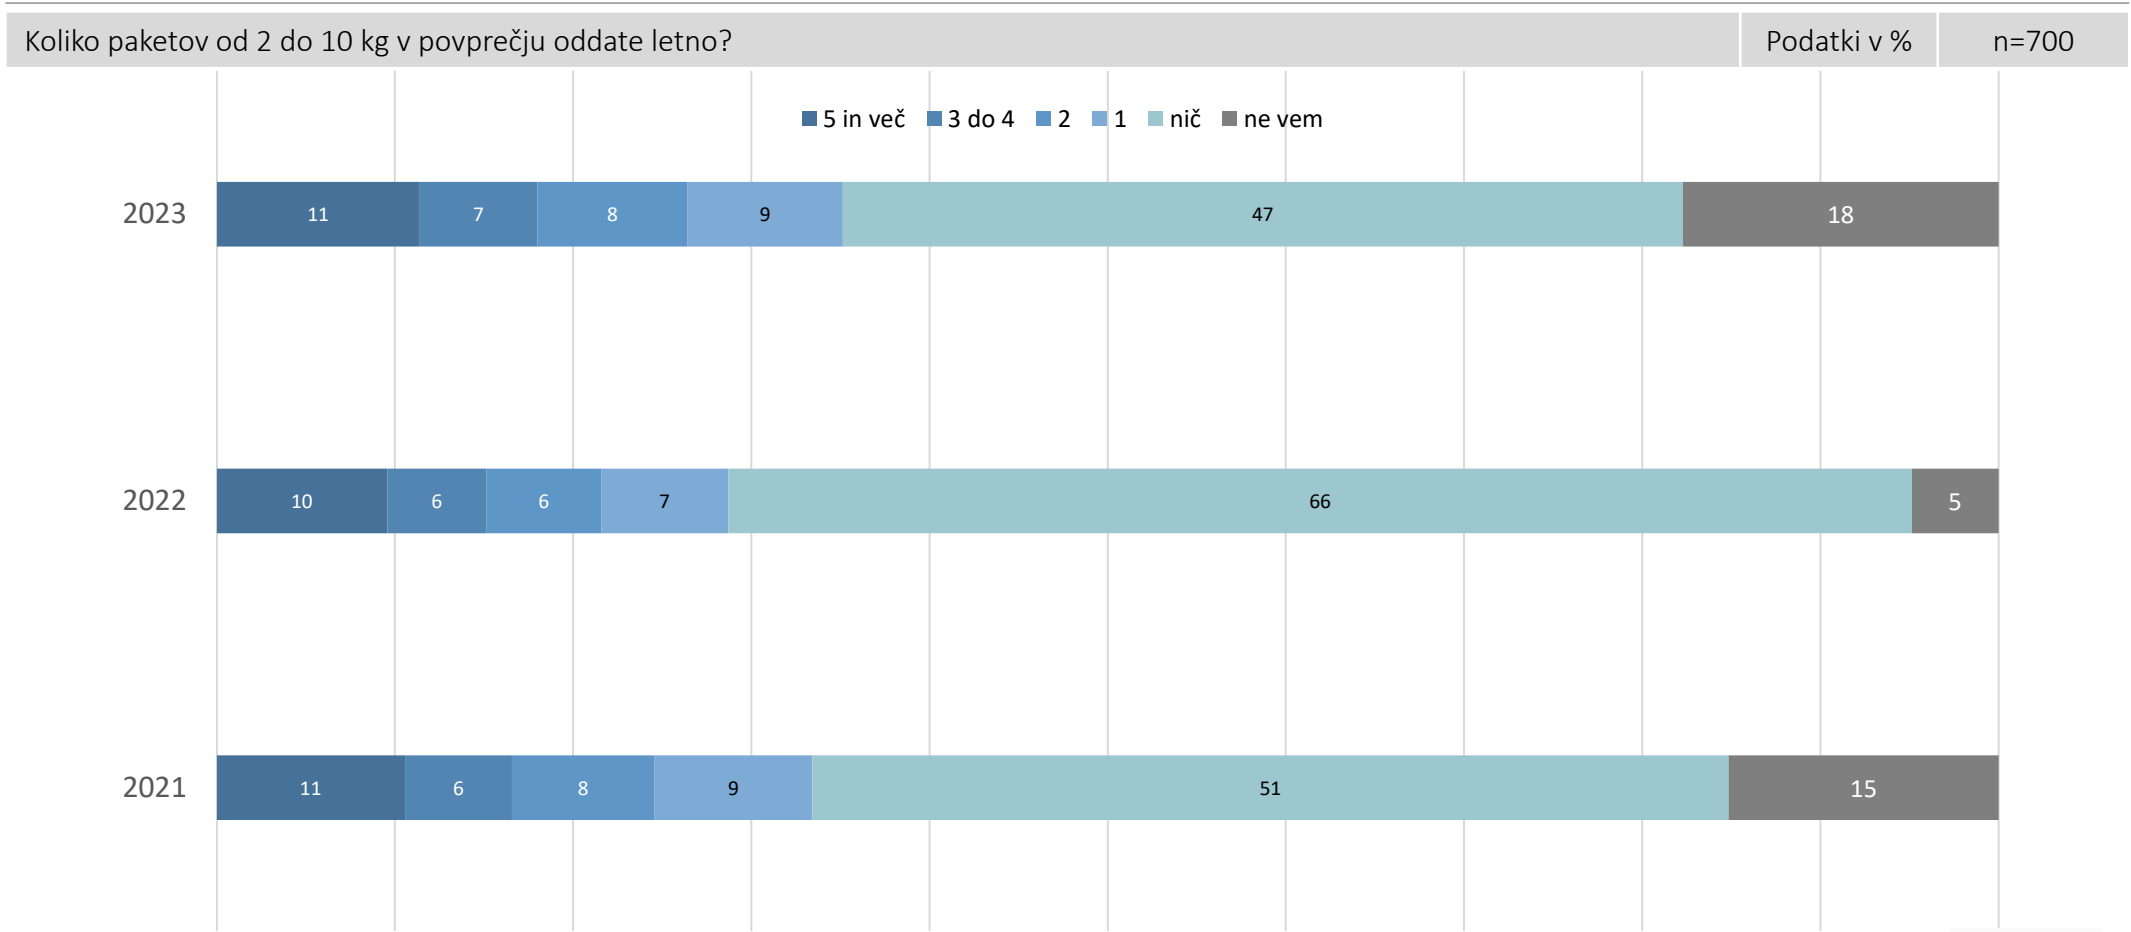 Koliko paketov od 2 do 10 kg v povprečju oddate letno? Podatki v % n=700
5 in več 3 do 4 2 1 nič ne vem
2023 11 7 8 9 47 18
2022 10 6 6 7 66 5
2021 11 6 8 9 51 15